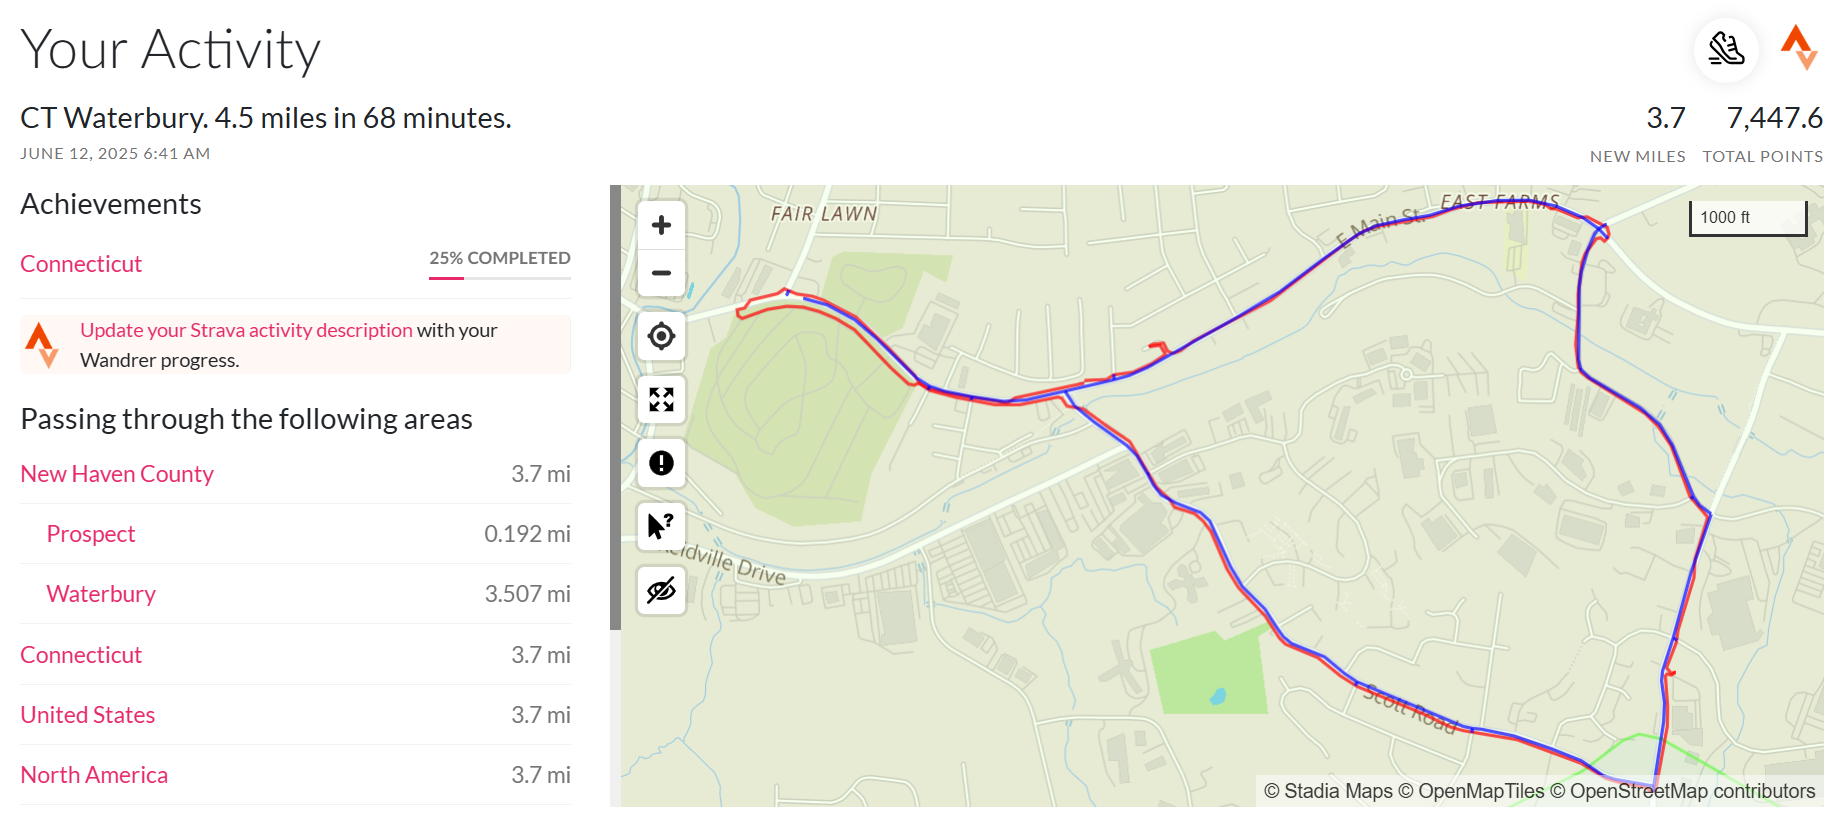 Your Activity
CT Waterbury. 4.5 miles in 68 minutes.
JUNE 12, 2025 6:41 AM
3.7 7,447.6
NEW MILES TOTAL POINTS
Achievements
Connecticut 25% COMPLETED
Update your Strava activity description with your
Wandrer progress.
Passing through the following areas
New Haven County 3.7 mi
Prospect 0.192 mi
Waterbury 3.507 mi
Connecticut 3.7 mi
United States 3.7 mi
North America 3.7 mi
FAIR LAWN
EAST FARMS
E Main St.
1000 ft
Drive
Scott Road
© Stadia Maps © OpenMapTiles © OpenStreetMap contributors